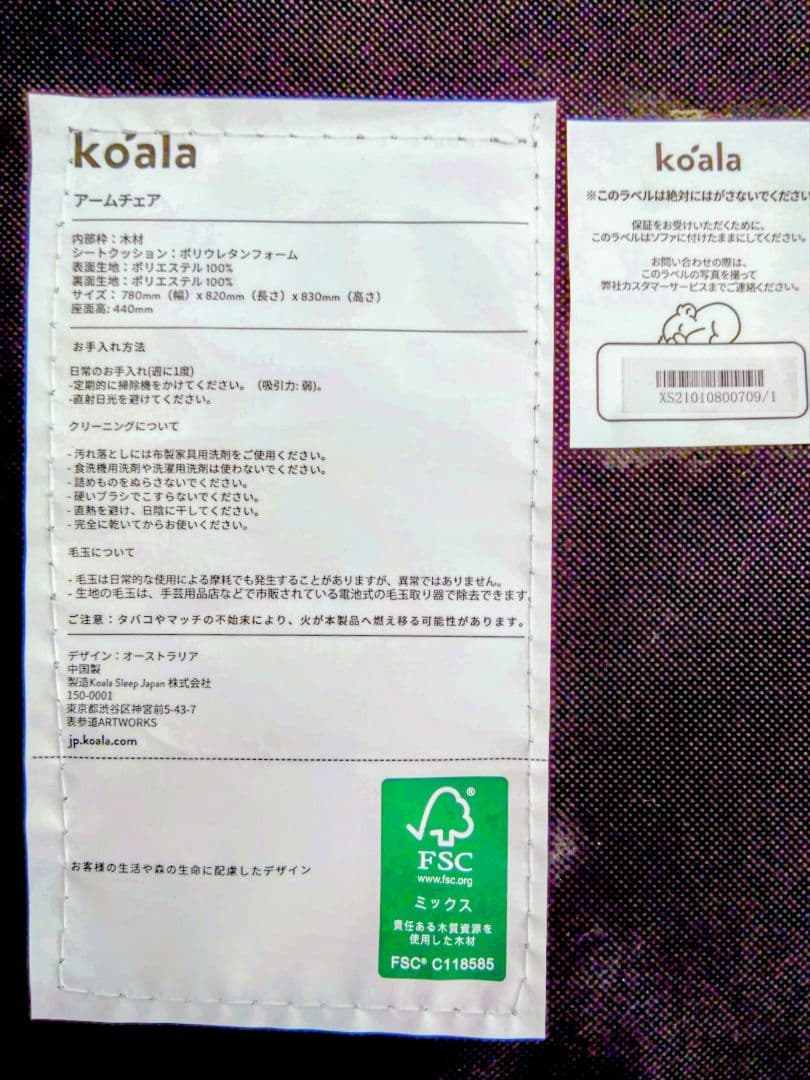 koala
アームチェア
内部枠：木材
シートクッション：ポリウレタンフォーム
表面生地：ポリエステル 100%
裏面生地：ポリエステル 100%
サイズ： 780mm（幅）x 820mm（長さ）x 830mm（高さ）
座面高: 440mm
お手入れ方法
日常のお手入れ(週に1度)
-定期的に掃除機をかけてください。（吸引力: 弱)。
-直射日光を避けてください。
クリーニングについて
- 汚れ落としには布製家具用洗剤をご使用ください。
- 食洗機用洗剤や洗濯用洗剤は使わないでください。
- 詰めものをぬらさないでください。
- 硬いブラシでこすらないでください。
- 直熱を避け、日陰に干してください。
- 完全に乾いてからお使いください。
毛玉について
- 毛玉は日常的な使用による摩耗でも発生することがありますが、異常ではありません。
- 生地の毛玉は、手芸用品店などで市販されている電池式の毛玉取り器で除去できます。
ご注意：タバコやマッチの不始末により、火が本製品へ燃え移る可能性があります。
デザイン：オーストラリア
中国製
製造Koala Sleep Japan 株式会社
150-0001
東京都渋谷区神宮前5-43-7
表参道ARTWORKS
jp.koala.com
お客様の生活や森の生命に配慮したデザイン
®
FSC
www.fsc.org
ミックス
責任ある木質資源を
使用した木材
FSC® C118585
koala
※このラベルは絶対にはがさないでください
保証をお受けいただくために、
このラベルはソファに付けたままにしてください。
お問い合わせの際は、
このラベルの写真を撮って
弊社カスタマーサービスまでご連絡ください。
XS21010800709/1